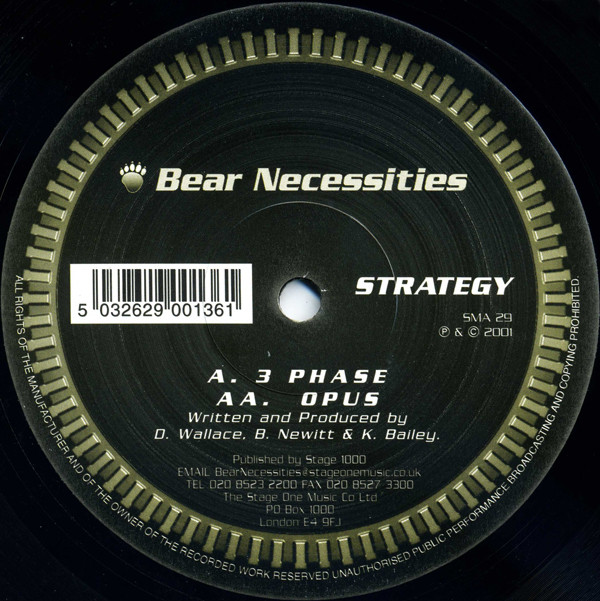 Bear Necessities
5 032629 001361
STRATEGY
SMA 29
℗ & © 2001
A. 3 PHASE
AA. OPUS
Written and Produced by
D. Wallace, B. Newitt & K. Bailey.
Published by Stage 1000
EMAIL BearNecessities@stageonemusic.co.uk
TEL 020 8523 2200 FAX 020 8527 3300
The Stage One Music Co Ltd
PO Box 1000
London E4 9FJ
ALL RIGHTS OF THE MANUFACTURER AND OF THE OWNER OF THE RECORDED WORK RESERVED UNAUTHORISED PUBLIC PERFORMANCE BROADCASTING AND COPYING PROHIBITED.